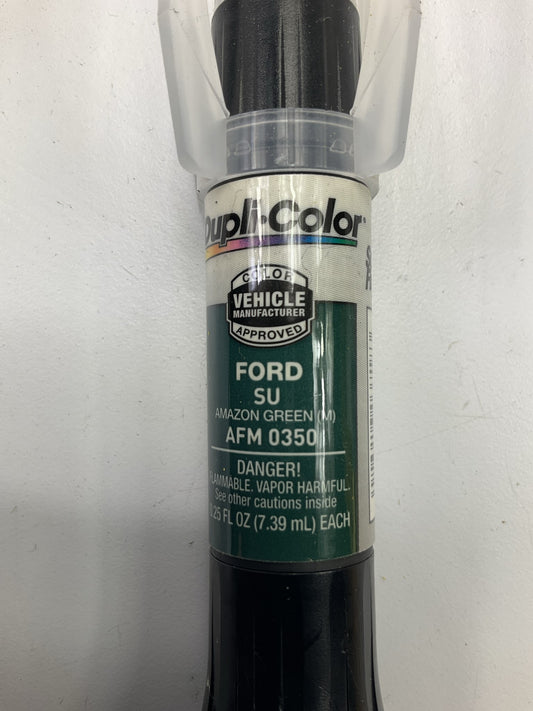 Dupli-Color®
COLOR
VEHICLE
MANUFACTURER
APPROVED
FORD
SU
AMAZON GREEN (M)
AFM 0350
DANGER!
FLAMMABLE. VAPOR HARMFUL.
See other cautions inside
0.25 FL OZ (7.39 mL) EACH